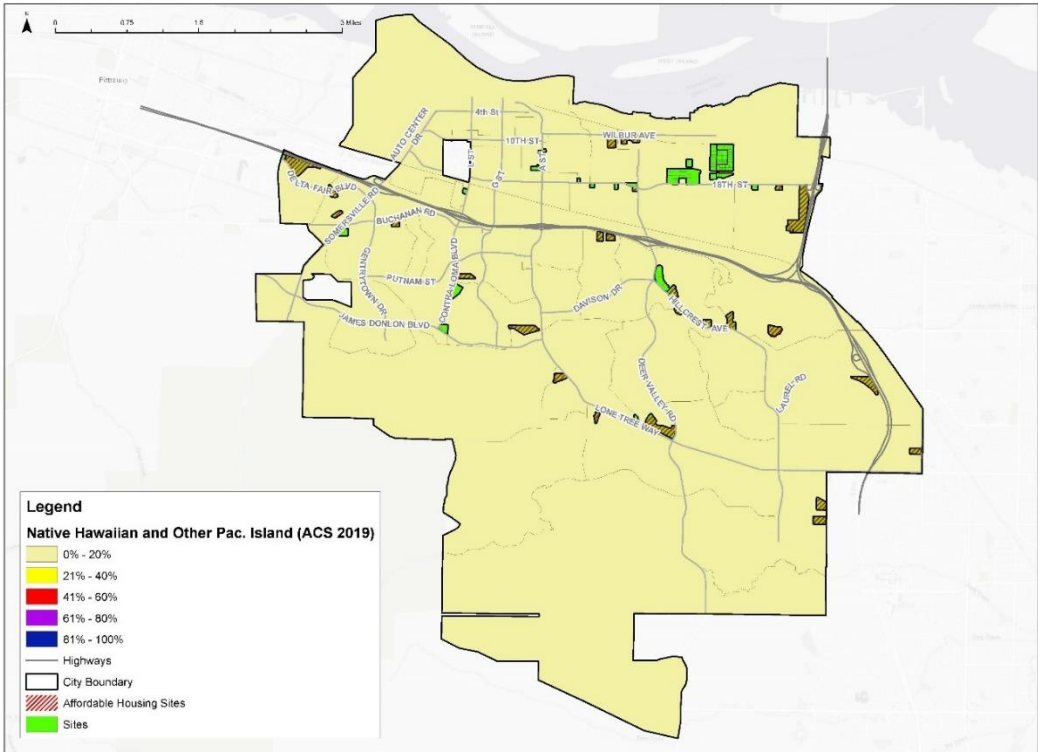 N
0 0.75 1.5 3 Miles
Pittsburg
4th St
AUTO CENTER DR
10TH ST
WILBUR AVE
L ST
G ST
A ST
18TH ST
DELTA FAIR BLVD
SOMERSVILLE RD
BUCHANAN RD
GENTRYTOWN DR
PUTNAM ST
CONTRA LOMA BLVD
JAMES DONLON BLVD
DAVISON DR
HILLCREST AVE
DEER VALLEY RD
LAUREL RD
LONE TREE WAY
Legend
Native Hawaiian and Other Pac. Island (ACS 2019)
0% - 20%
21% - 40%
41% - 60%
61% - 80%
81% - 100%
Highways
City Boundary
Affordable Housing Sites
Sites